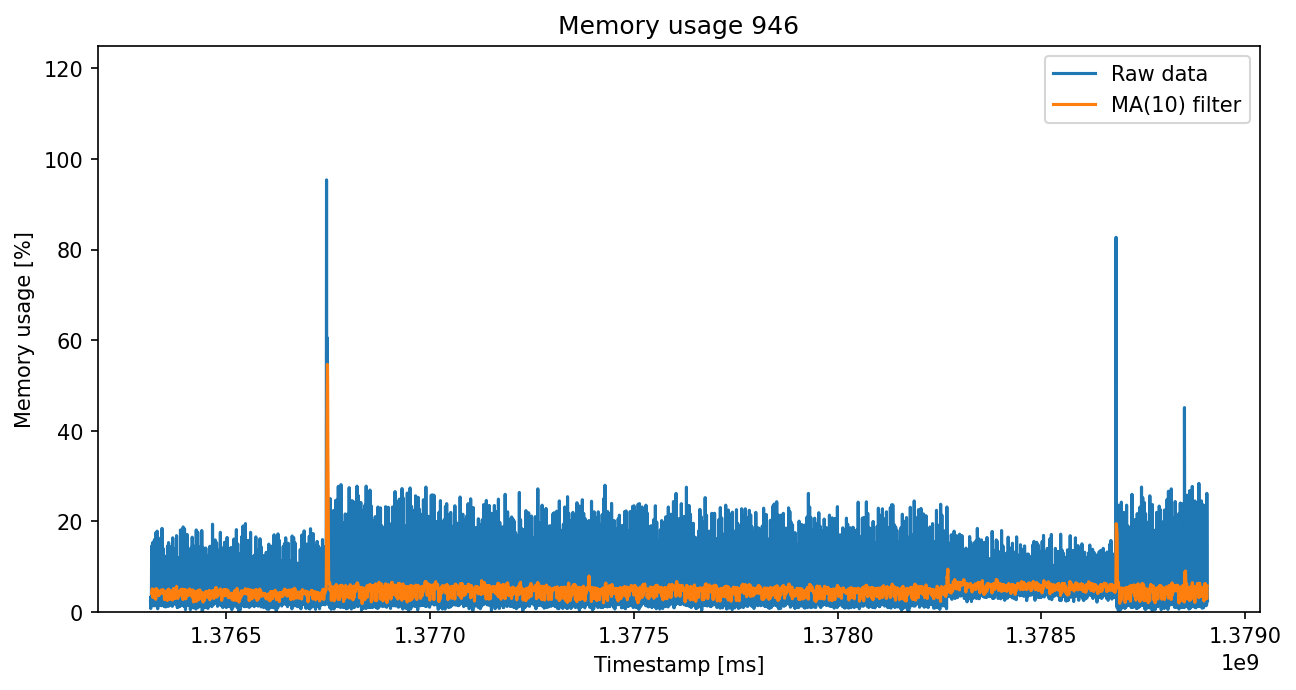 Memory usage 946
Raw data
MA(10) filter
Memory usage [%]
120
100
80
60
40
20
0
1.3765 1.3770 1.3775 1.3780 1.3785 1.3790
1e9
Timestamp [ms]